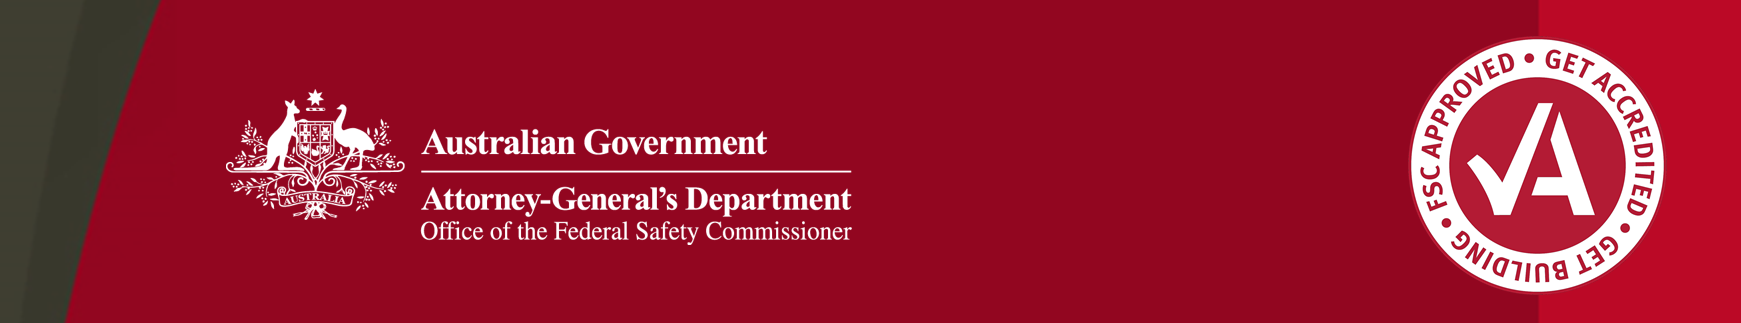 Australian Government
Attorney-General's Department
Office of the Federal Safety Commissioner
AUSTRALIA
FSC APPROVED • GET ACCREDITED • GET BUILDING •
A